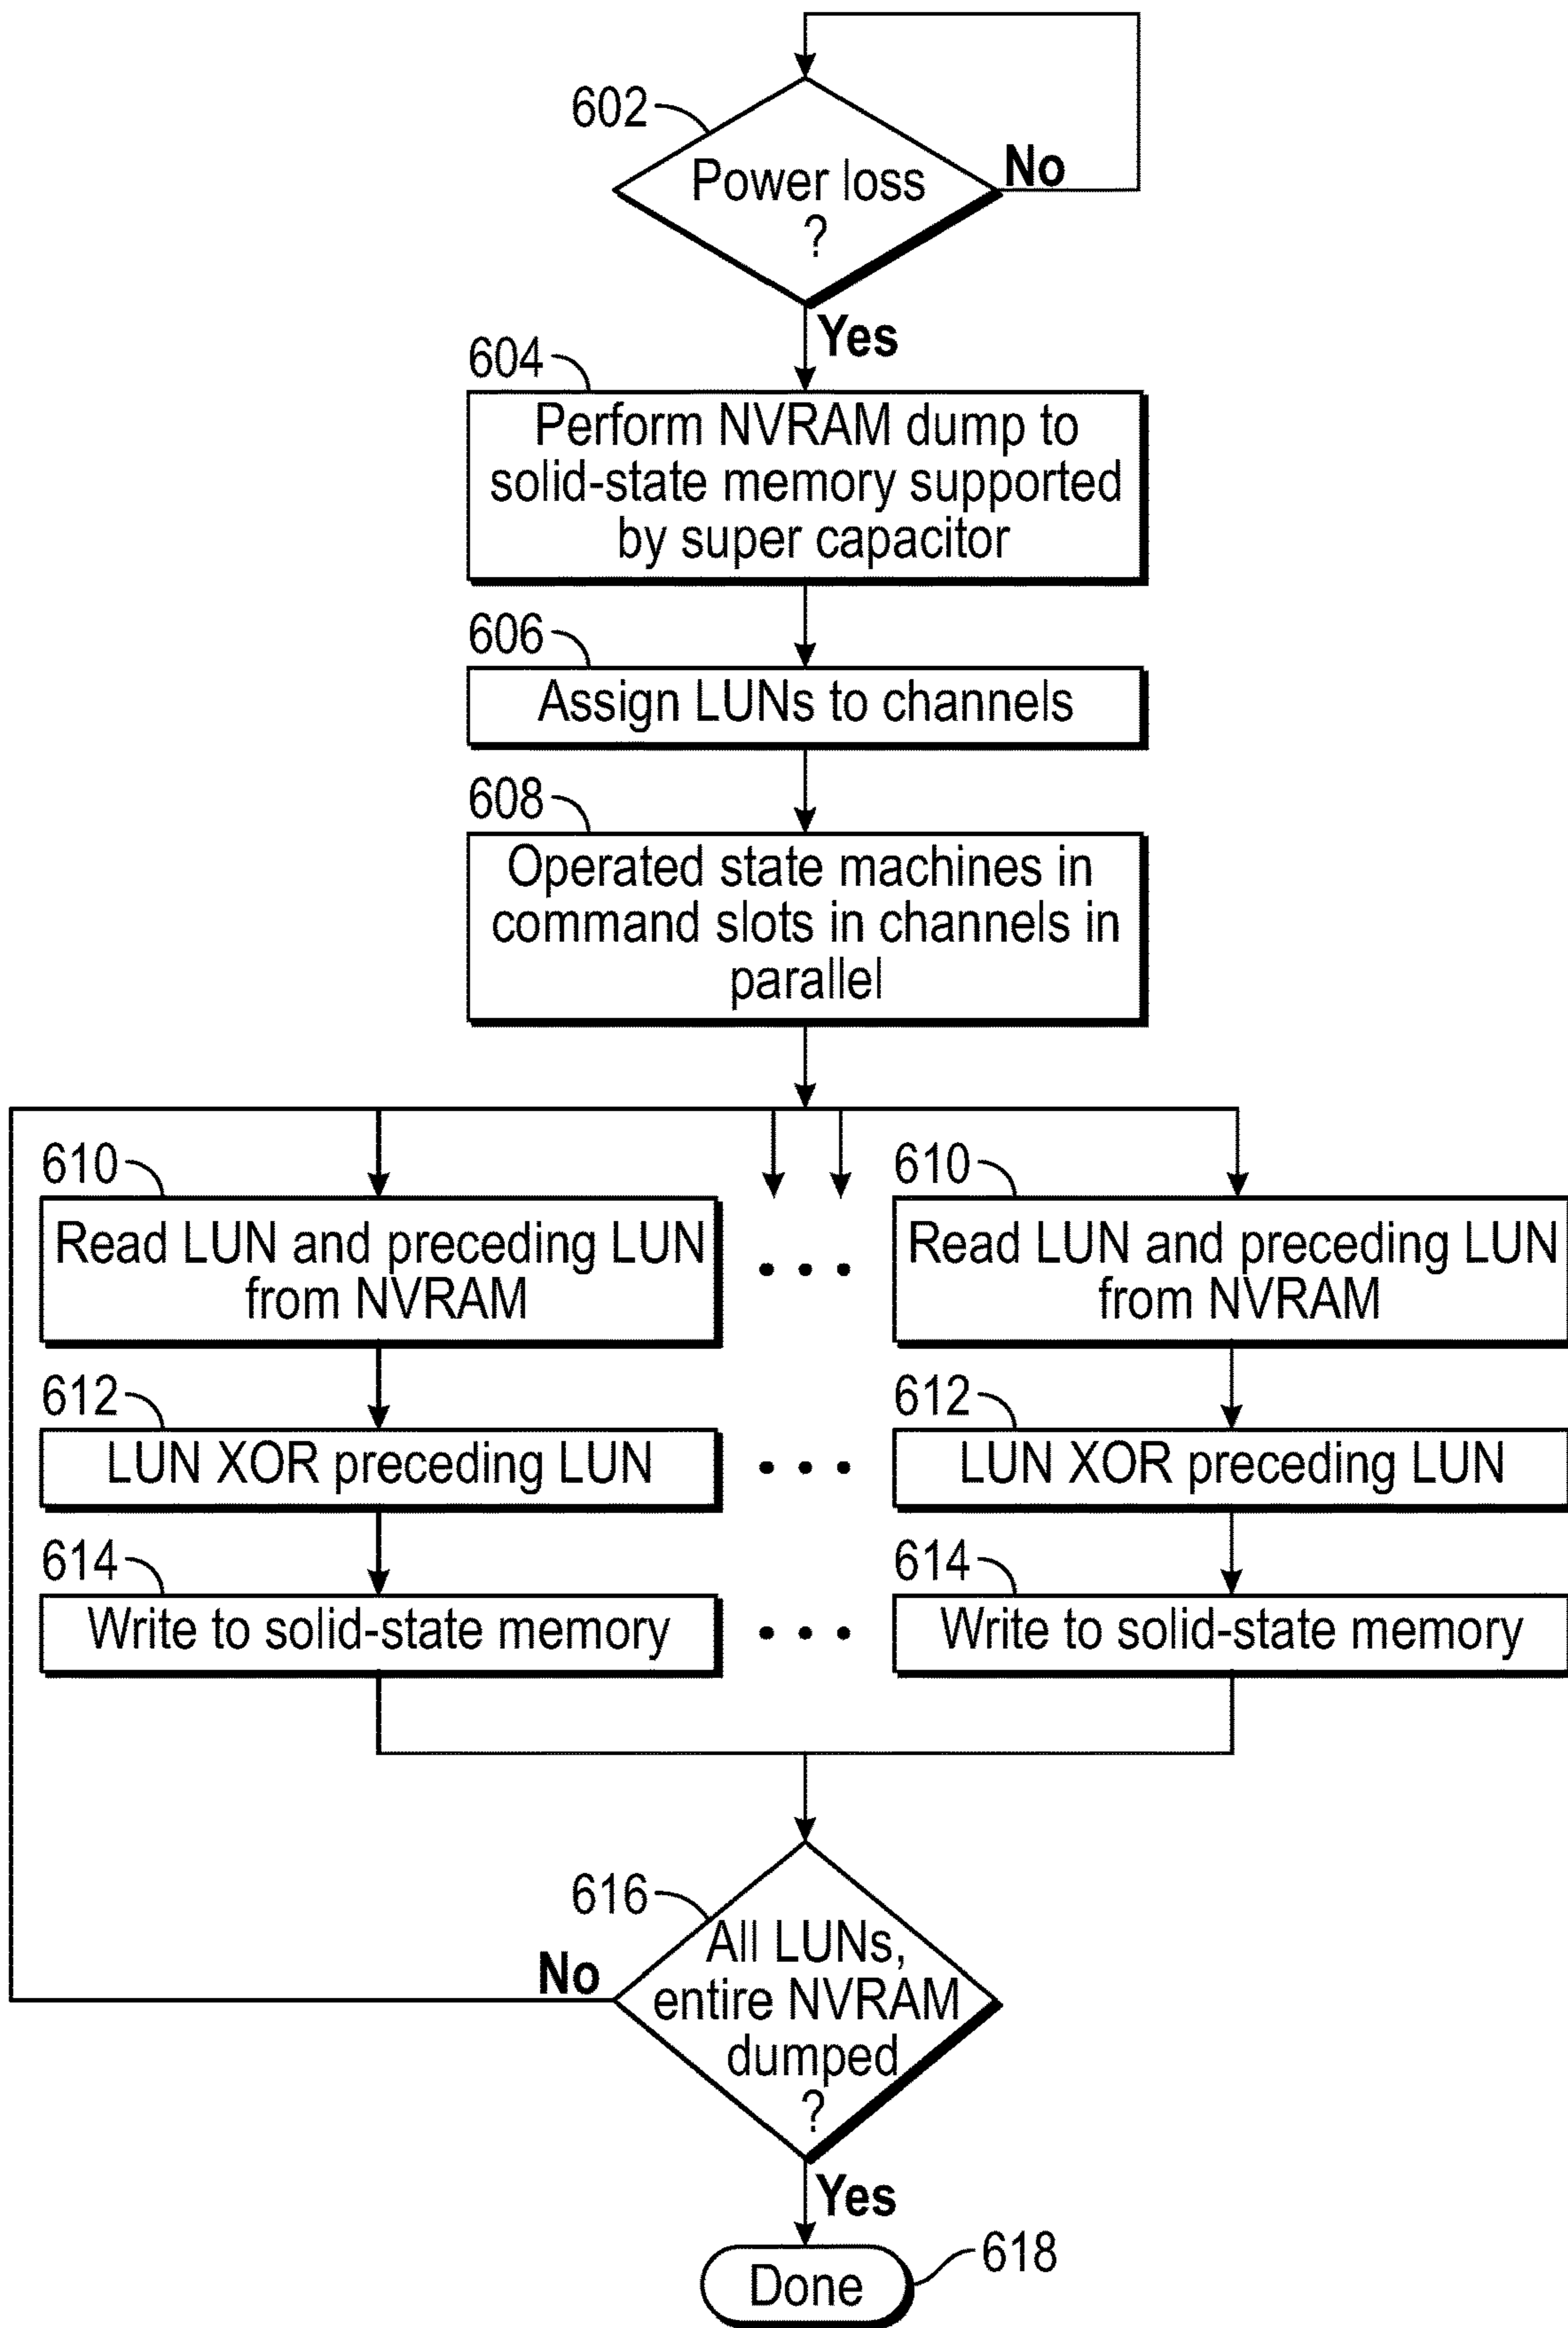 602
Power loss
?
No
Yes
604
Perform NVRAM dump to
solid-state memory supported
by super capacitor
606
Assign LUNs to channels
608
Operated state machines in
command slots in channels in
parallel
610
Read LUN and preceding LUN
from NVRAM
612
LUN XOR preceding LUN
614
Write to solid-state memory
. . .
. . .
. . .
610
Read LUN and preceding LUN
from NVRAM
612
LUN XOR preceding LUN
614
Write to solid-state memory
616
All LUNs,
entire NVRAM
dumped
?
No
Yes
Done
618